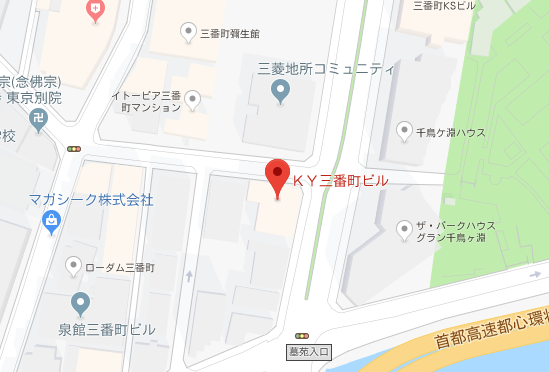 三番町KSビル
三番町彌生館
三菱地所コミュニティ
宗(念佛宗)
東京別院
イトーピア三番
町マンション
千鳥ケ淵ハウス
学校
KY三番町ビル
マガシーク株式会社
ザ・パークハウス
グラン千鳥ヶ淵
ローダム三番町
泉館三番町ビル
首都高速都心環状
墓苑入口